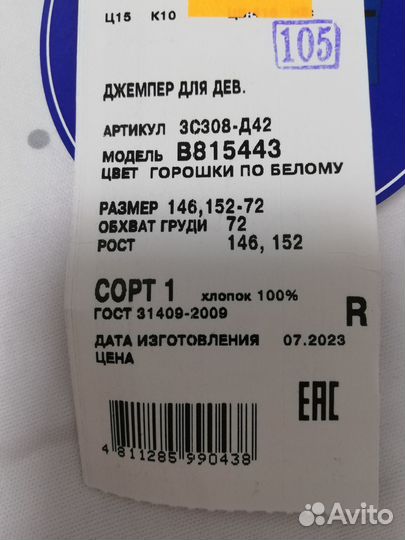 Ц15 К10
105
ДЖЕМПЕР ДЛЯ ДЕВ.
АРТИКУЛ 3С308-Д42
МОДЕЛЬ В815443
ЦВЕТ ГОРОШКИ ПО БЕЛОМУ
РАЗМЕР 146,152-72
ОБХВАТ ГРУДИ 72
РОСТ 146, 152
СОРТ 1 хлопок 100%
ГОСТ 31409-2009
R
ДАТА ИЗГОТОВЛЕНИЯ 07.2023
ЦЕНА
EAC
4 811285 990438
Avito